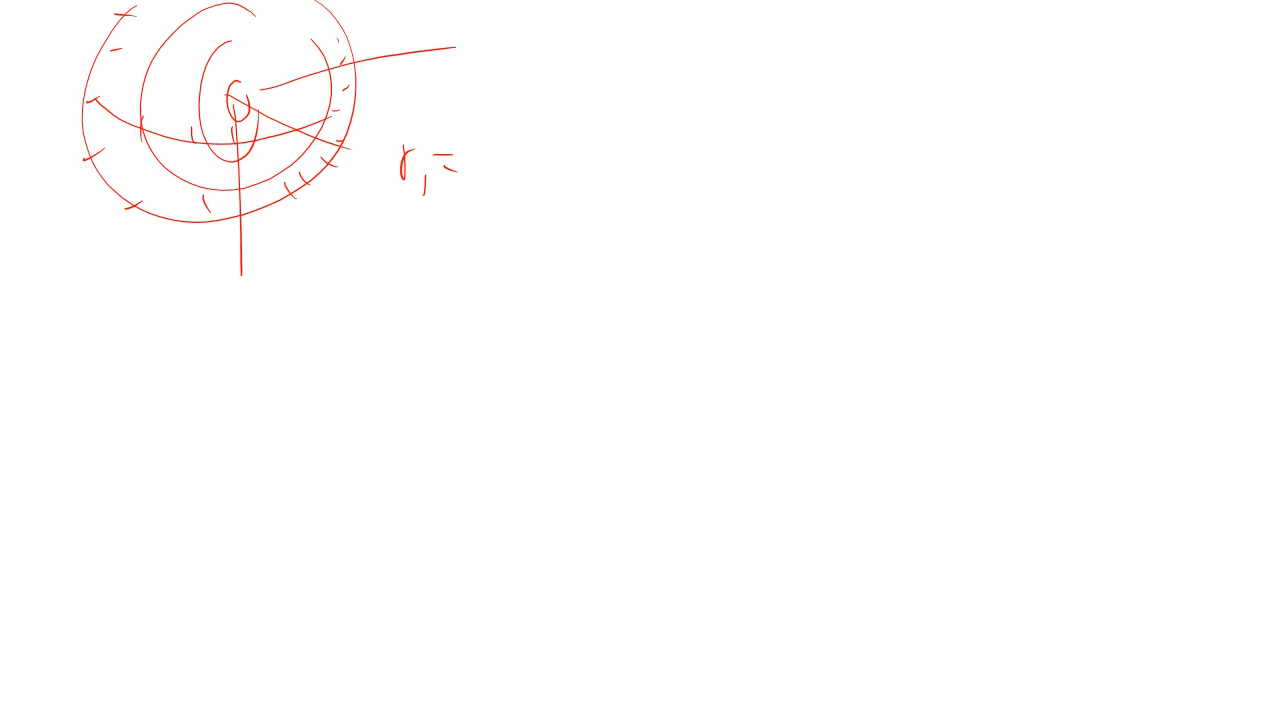 r₁ =